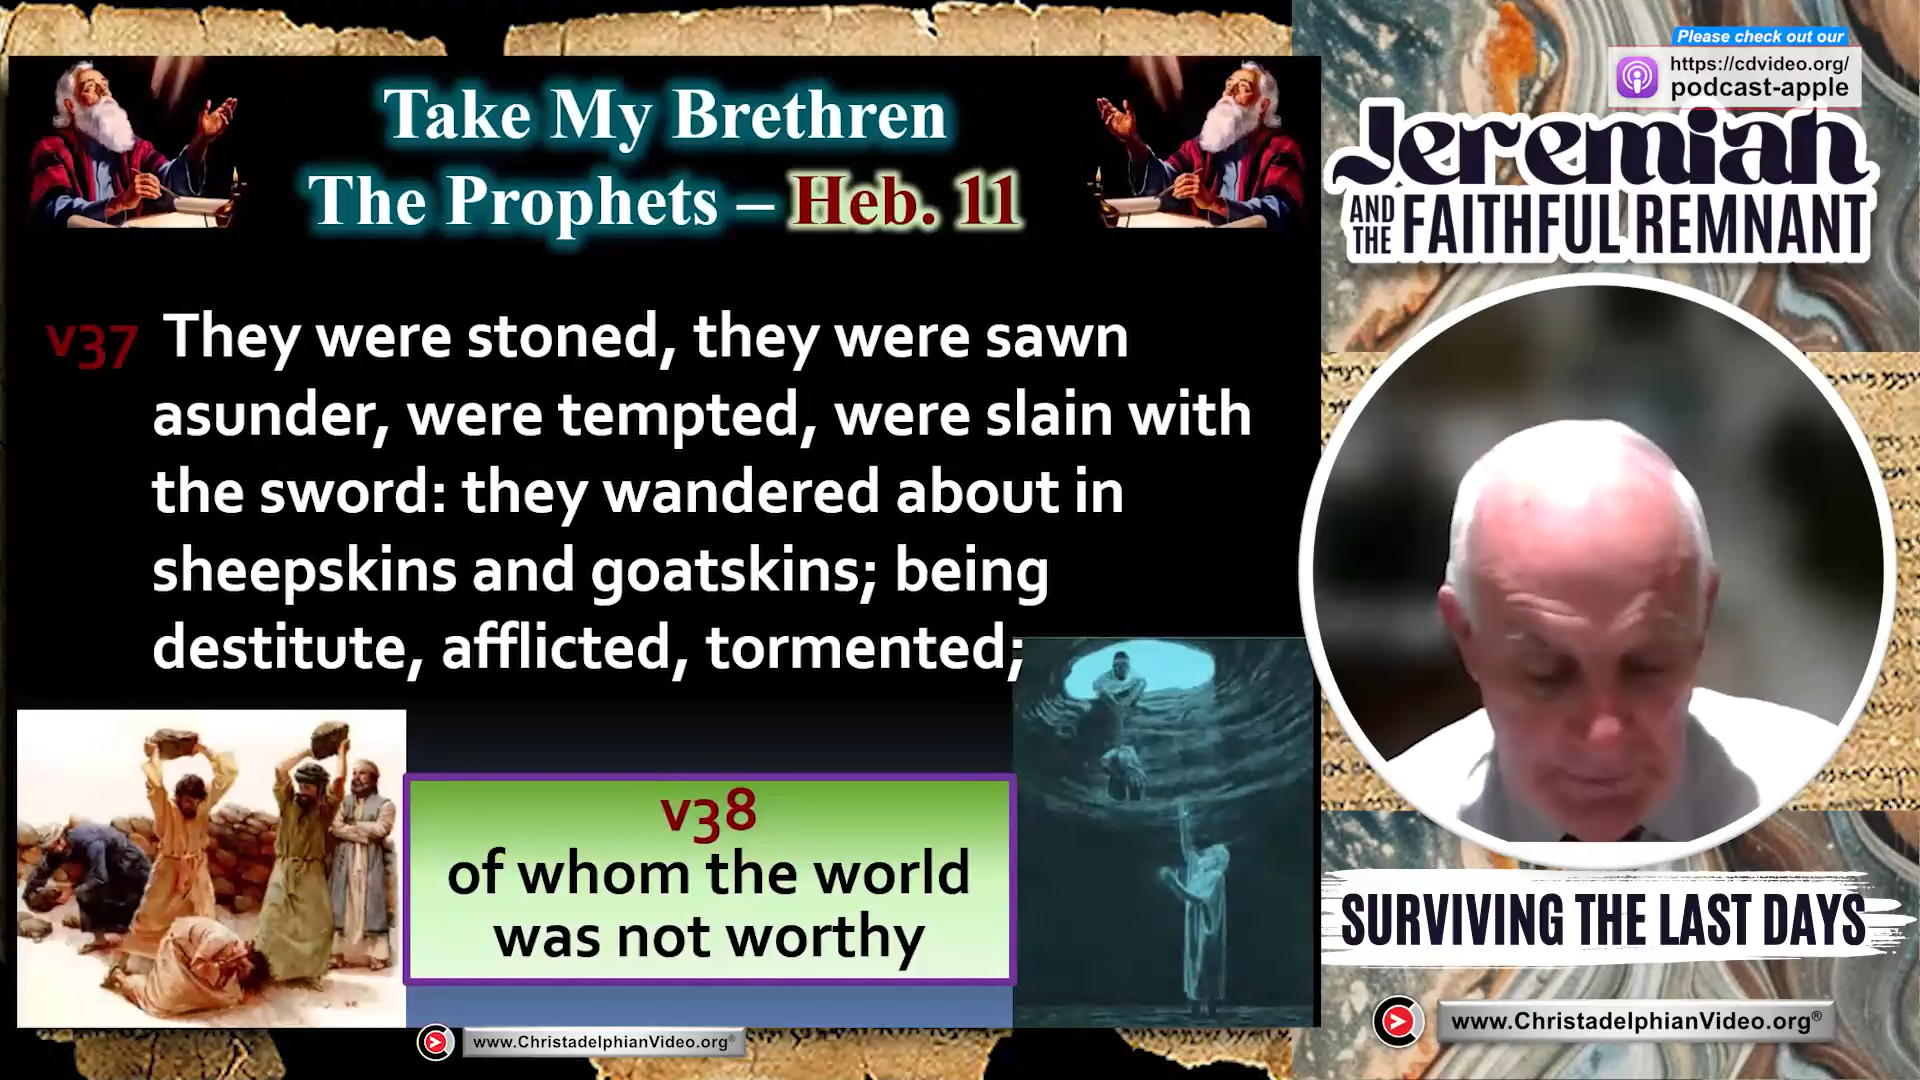 Take My Brethren
The Prophets – Heb. 11
v37 They were stoned, they were sawn
asunder, were tempted, were slain with
the sword: they wandered about in
sheepskins and goatskins; being
destitute, afflicted, tormented;
v38
of whom the world
was not worthy
www.ChristadelphianVideo.org®
Please check out our
https://cdvideo.org/
podcast-apple
Jeremiah
AND THE FAITHFUL REMNANT
SURVIVING THE LAST DAYS
www.ChristadelphianVideo.org®